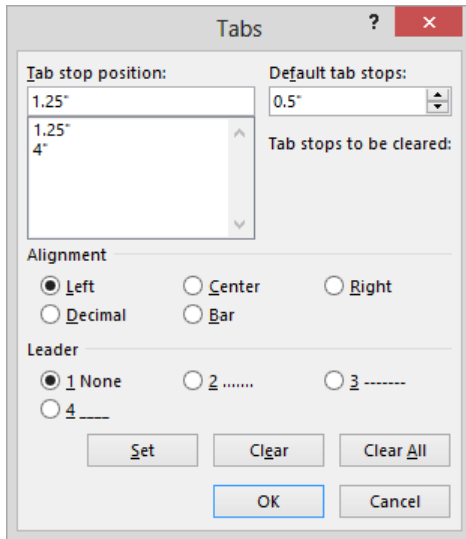 Tabs ?
Tab stop position: Default tab stops:
1.25" 0.5"
1.25"
4"
Tab stops to be cleared:
Alignment
Left Center Right
Decimal Bar
Leader
1 None 2 ....... 3 -------
4 ____
Set Clear Clear All
OK Cancel